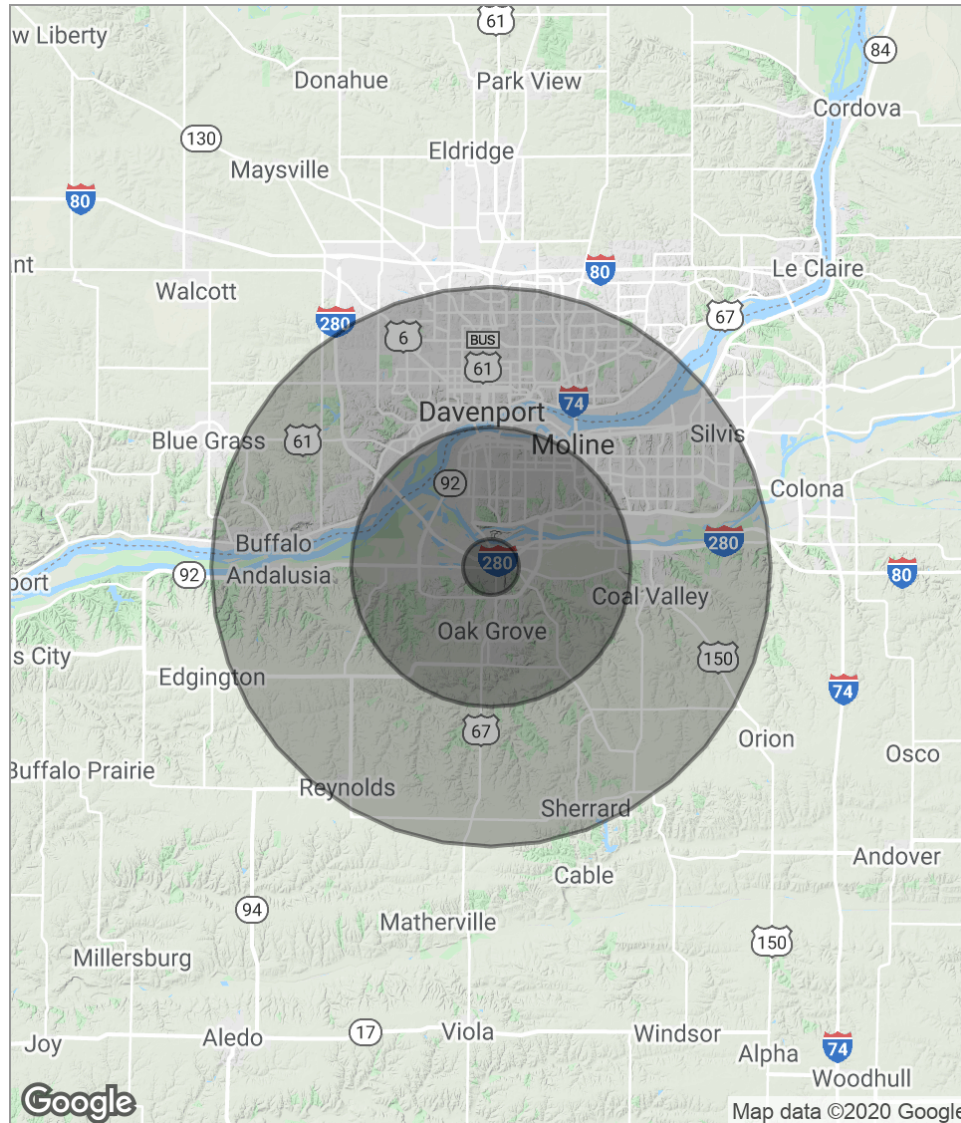 61
w Liberty
84
Donahue
Park View
Cordova
130
Eldridge
Maysville
80
nt
80
Le Claire
Walcott
280
67
6
BUS
61
74
Davenport
61
Blue Grass
Moline
Silvis
92
Colona
Buffalo
280
280
port
92
Andalusia
80
Coal Valley
Oak Grove
s City
150
Edgington
74
67
Orion
Osco
Buffalo Prairie
Reynolds
Sherrard
Andover
Cable
94
Matherville
150
Millersburg
17
Viola
Windsor
Joy
Aledo
Alpha
74
Woodhull
Google
Map data ©2020 Google